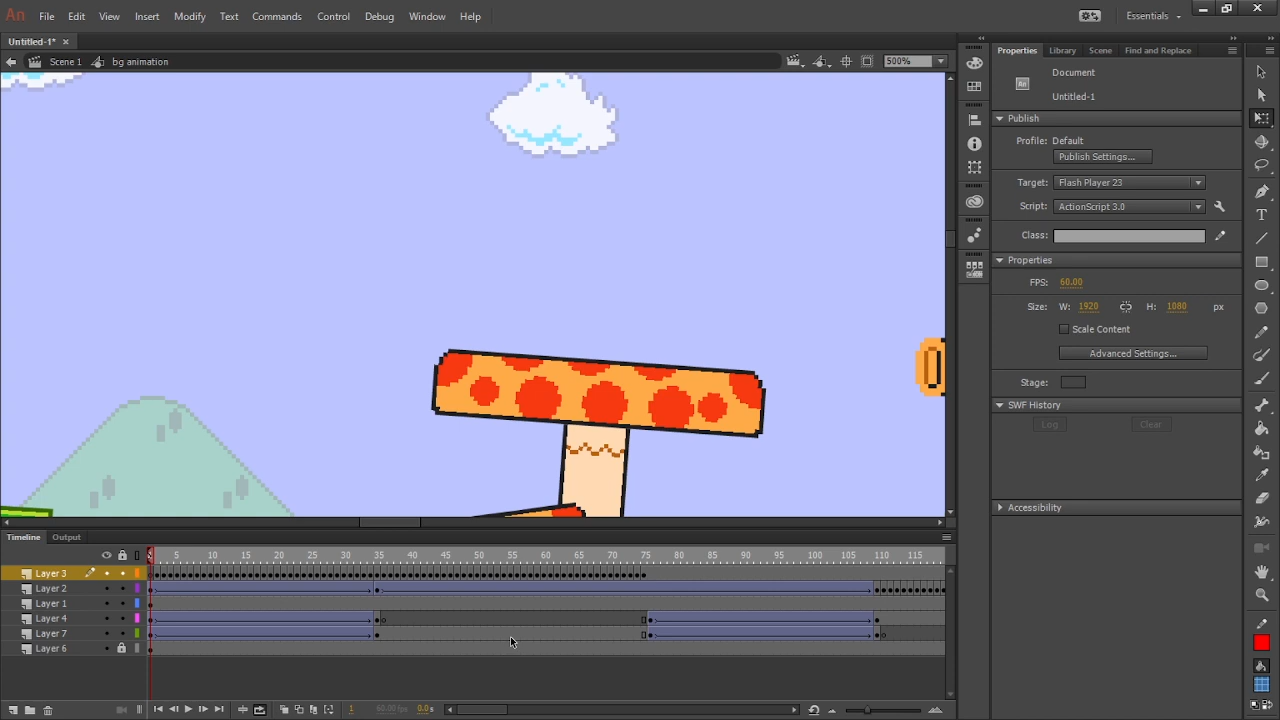 An File Edit View Insert Modify Text Commands Control Debug Window Help Essentials
Untitled-1* ×
Scene 1 bg animation 500%
Properties Library Scene Find and Replace
An Document
Untitled-1
Publish
Profile: Default
Publish Settings...
Target: Flash Player 23
Script: ActionScript 3.0
Class:
Properties
FPS: 60.00
Size: W: 1920 H: 1080 px
Scale Content
Advanced Settings...
Stage:
SWF History
Log Clear
Accessibility
Timeline Output
5 10 15 20 25 30 35 40 45 50 55 60 65 70 75 80 85 90 95 100 105 110 115
Layer 3
Layer 2
Layer 1
Layer 4
Layer 7
Layer 6
1 60.00 fps 0.0s